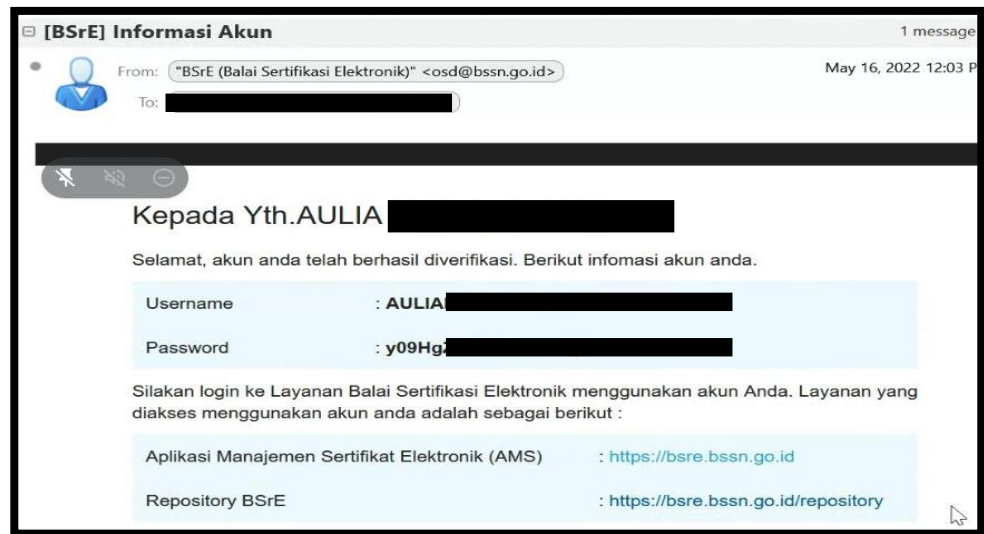 [BSrE] Informasi Akun 1 message
From: "BSrE (Balai Sertifikasi Elektronik)" <osd@bssn.go.id> May 16, 2022 12:03 P
To:
Kepada Yth.AULIA
Selamat, akun anda telah berhasil diverifikasi. Berikut infomasi akun anda.
Username : AULIA
Password : y09Hg
Silakan login ke Layanan Balai Sertifikasi Elektronik menggunakan akun Anda. Layanan yang
diakses menggunakan akun anda adalah sebagai berikut :
Aplikasi Manajemen Sertifikat Elektronik (AMS) : https://bsre.bssn.go.id
Repository BSrE : https://bsre.bssn.go.id/repository